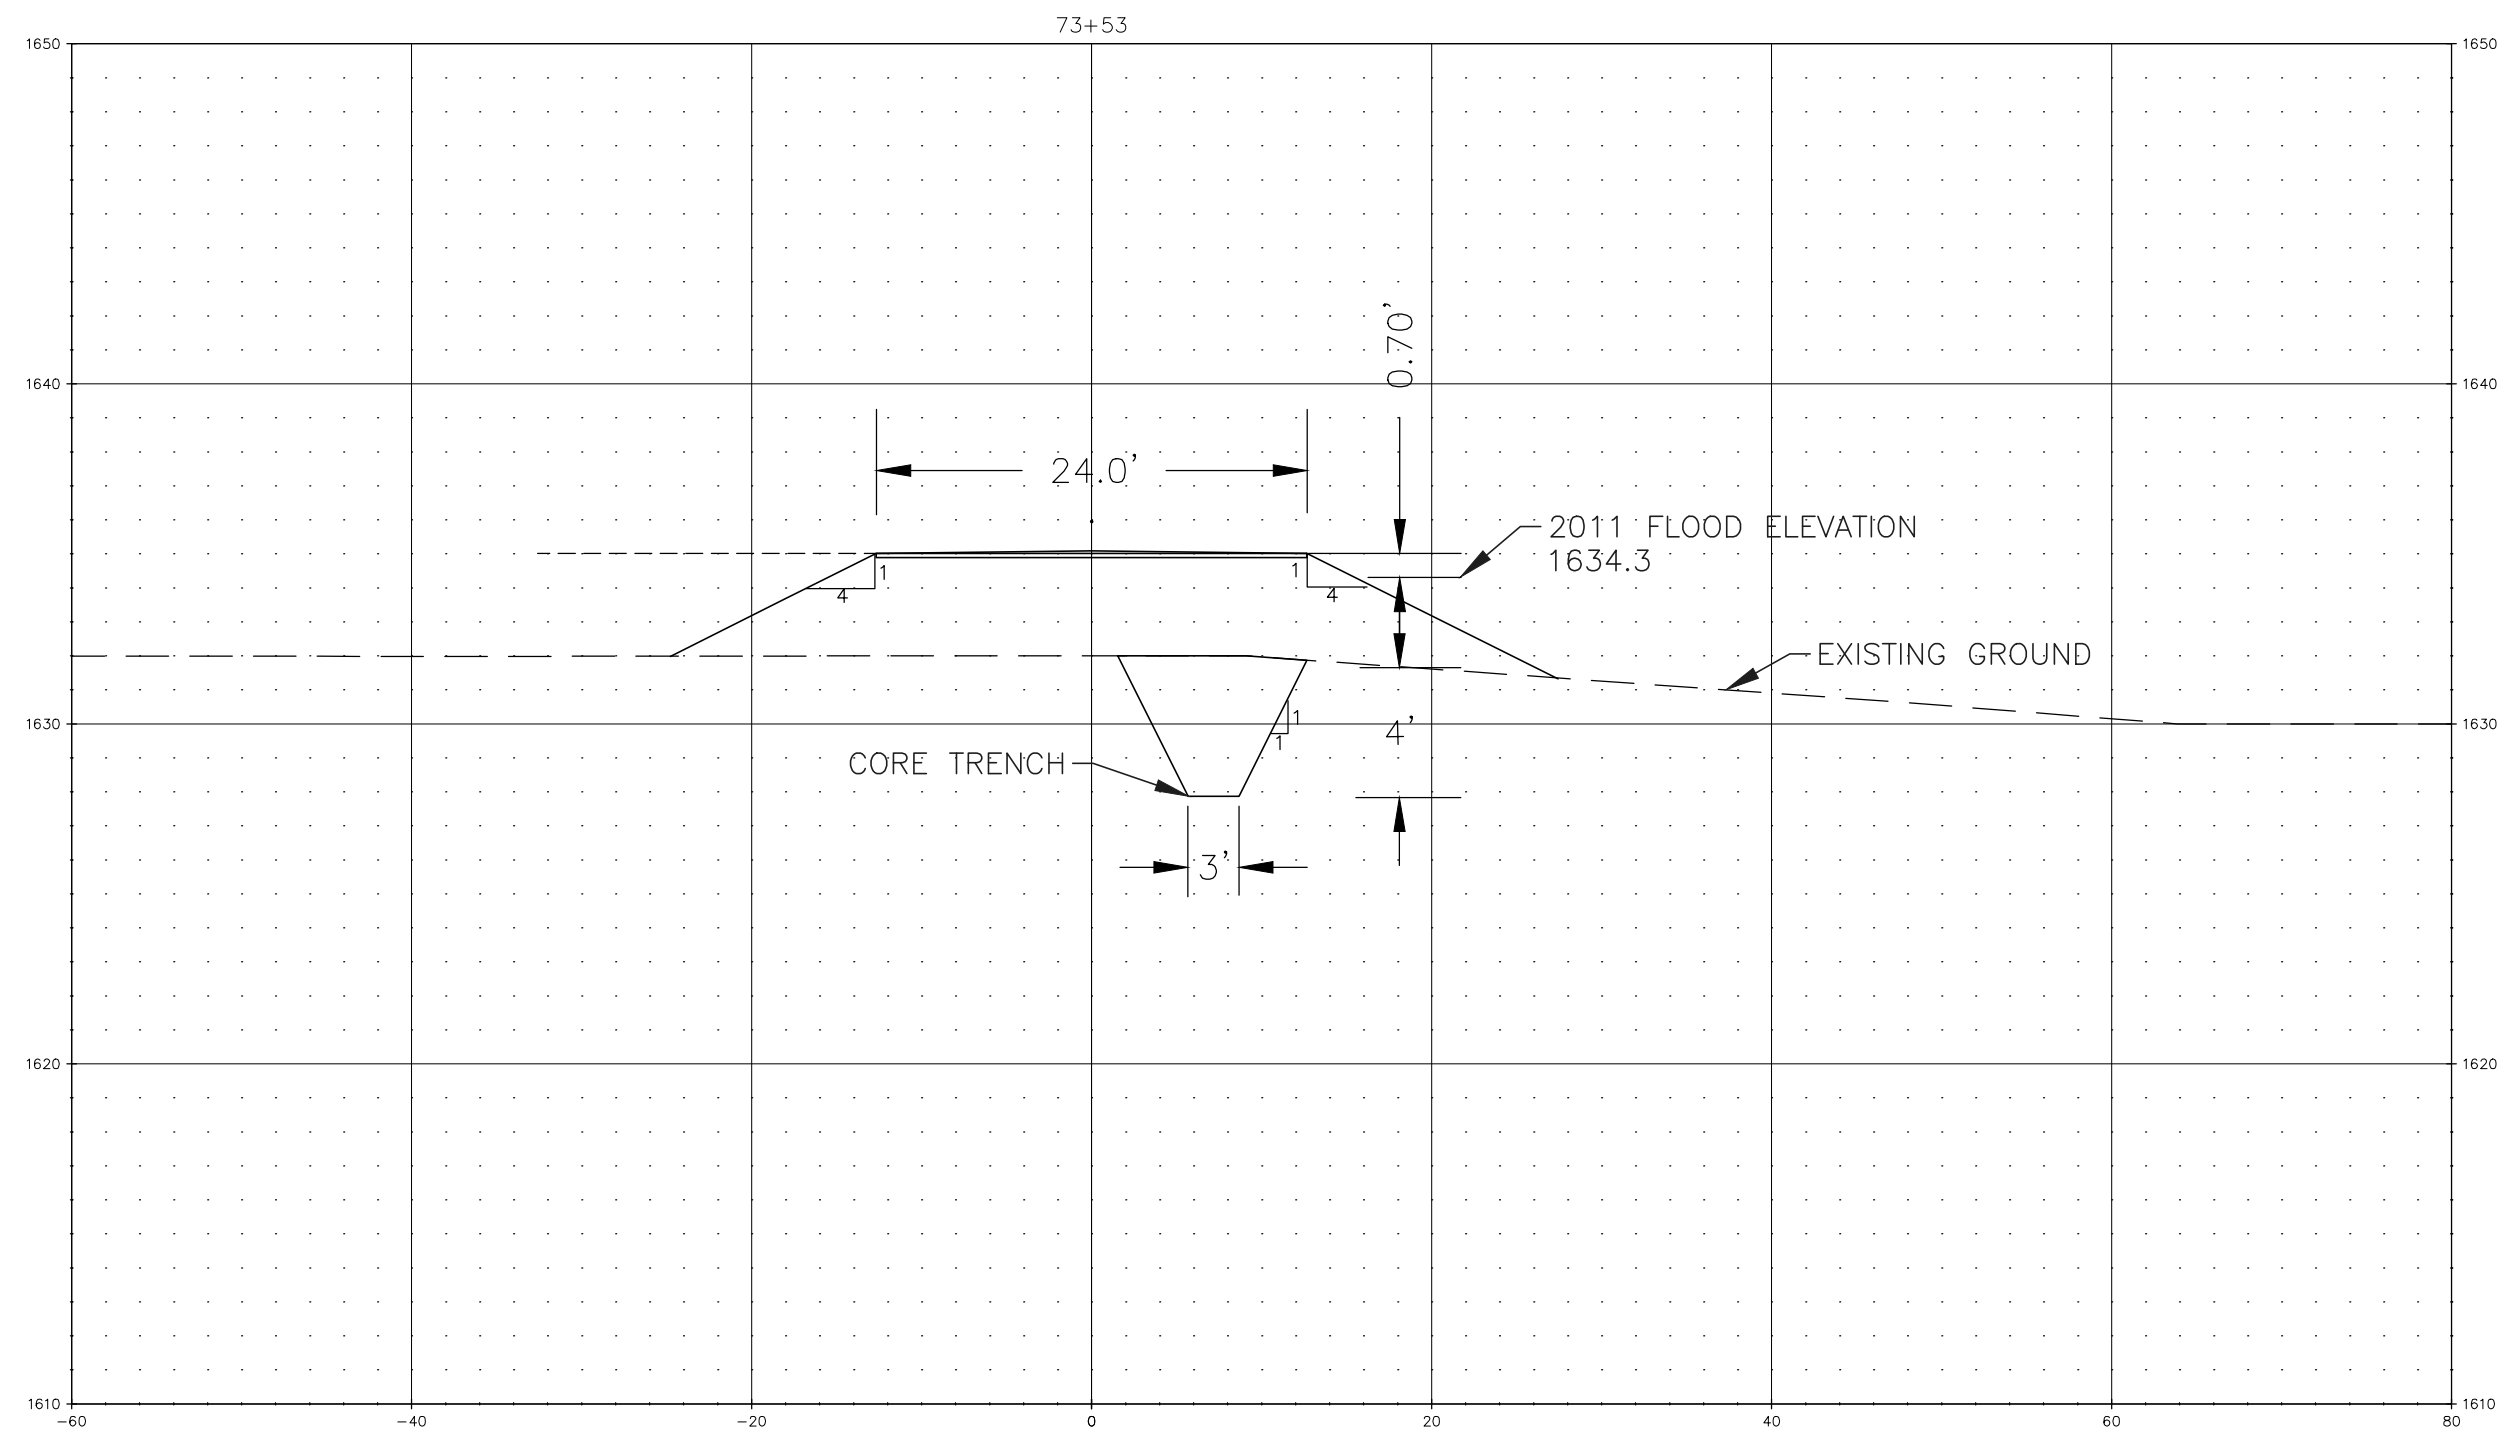 73+53
1650 1650
0.70'
1640 1640
24.0'
2011 FLOOD ELEVATION
1634.3
1 1
4 4
EXISTING GROUND
1
1630 4' 1630
1
CORE TRENCH
3'
1620 1620
1610 1610
-60 -40 -20 0 20 40 60 80